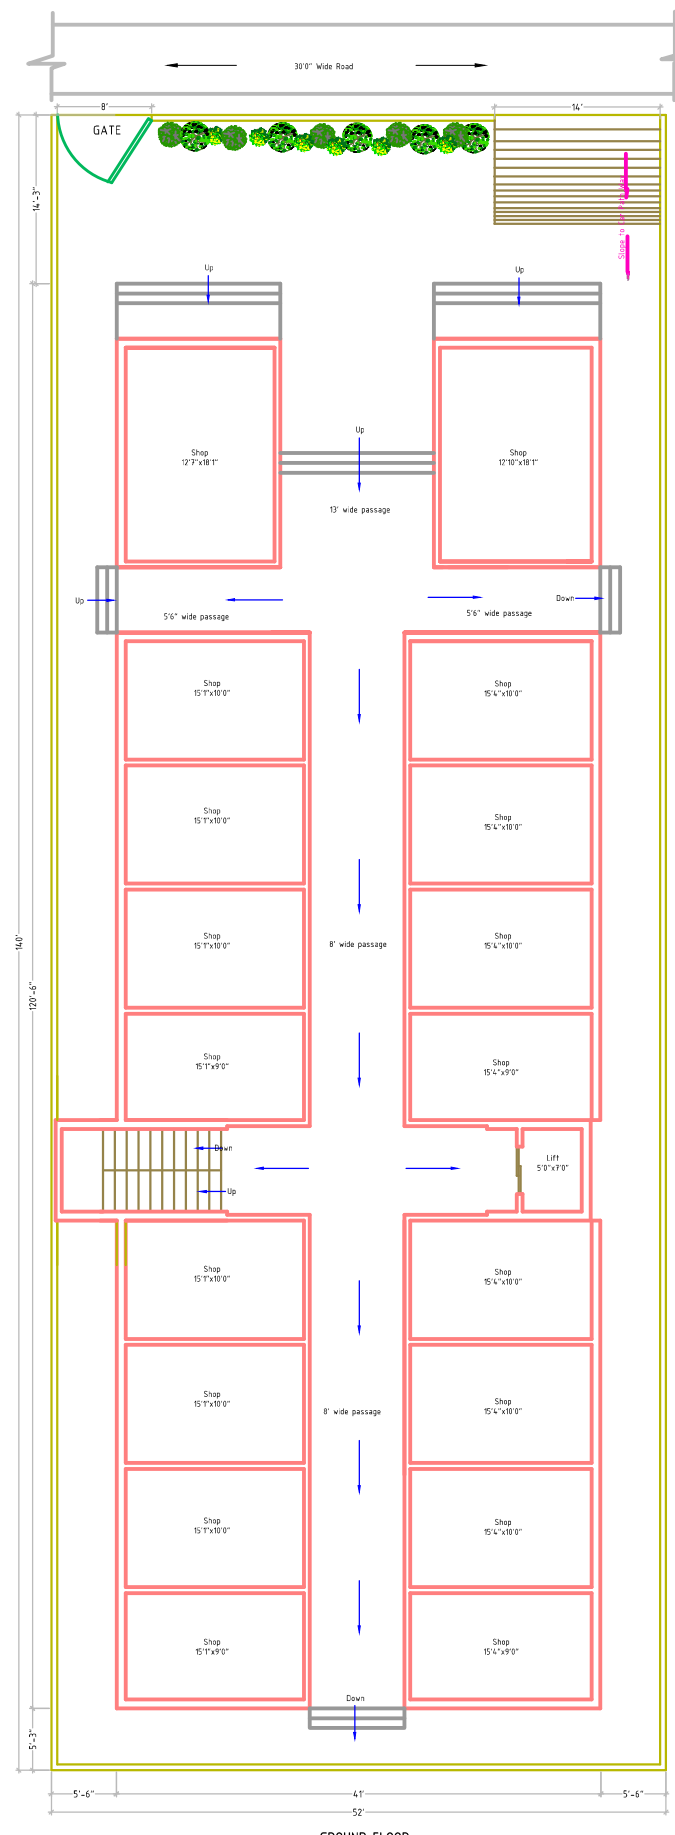 30'0" Wide Road
8'
14'
GATE
14'-3"
Slope to Car Path Way
Up
Up
Up
Shop
12'7"x18'1"
Shop
12'10"x18'1"
13' wide passage
Up
Down
5'6" wide passage
5'6" wide passage
Shop
15'1"x10'0"
Shop
15'4"x10'0"
Shop
15'1"x10'0"
Shop
15'4"x10'0"
140'
120'-6"
Shop
15'1"x10'0"
8' wide passage
Shop
15'4"x10'0"
Shop
15'1"x9'0"
Shop
15'4"x9'0"
Down
Up
Lift
5'0"x7'0"
Shop
15'1"x10'0"
Shop
15'4"x10'0"
Shop
15'1"x10'0"
8' wide passage
Shop
15'4"x10'0"
Shop
15'1"x10'0"
Shop
15'4"x10'0"
Shop
15'1"x9'0"
Shop
15'4"x9'0"
Down
5'-3"
5'-6"
41'
5'-6"
52'
GROUND FLOOR